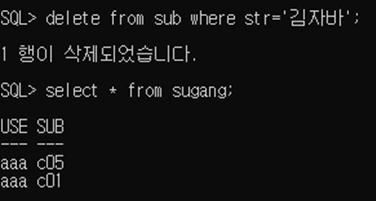 SQL> delete from sub where str='김자바';
1 행이 삭제되었습니다.
SQL> select * from sugang;
USE SUB
--- ---
aaa c05
aaa c01